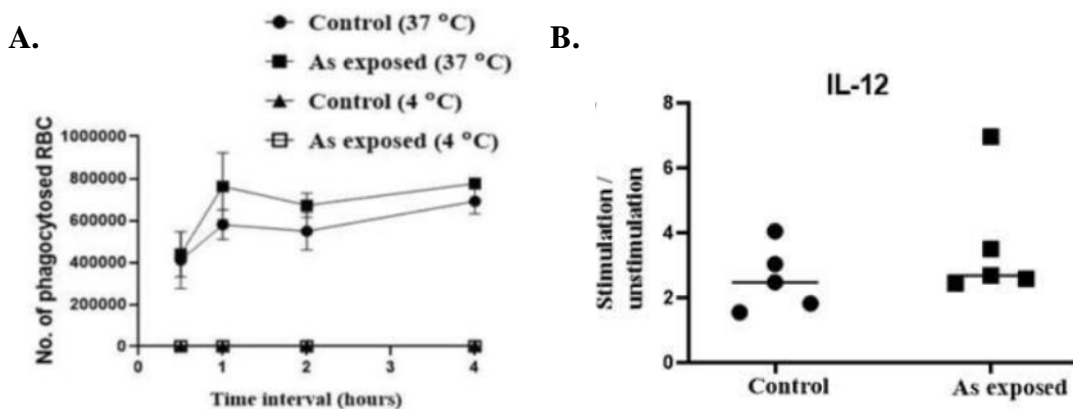 A.
Control (37 °C)
As exposed (37 °C)
Control (4 °C)
As exposed (4 °C)
No. of phagocytosed RBC
1000000
800000
600000
400000
200000
0
0
1
2
3
4
Time interval (hours)
B.
IL-12
Stimulation /
unstimulation
8
6
4
2
0
Control
As exposed